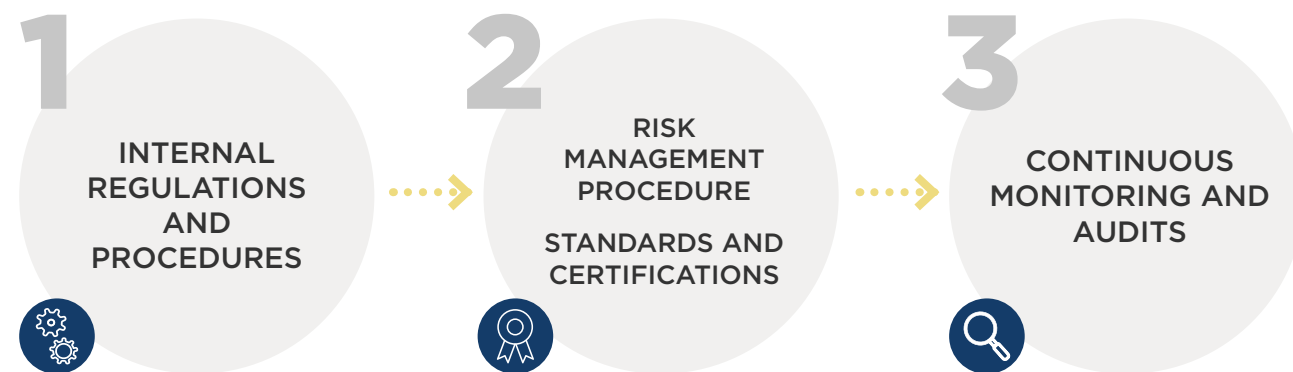 1
INTERNAL
REGULATIONS
AND
PROCEDURES
2
RISK
MANAGEMENT
PROCEDURE
STANDARDS AND
CERTIFICATIONS
3
CONTINUOUS
MONITORING AND
AUDITS